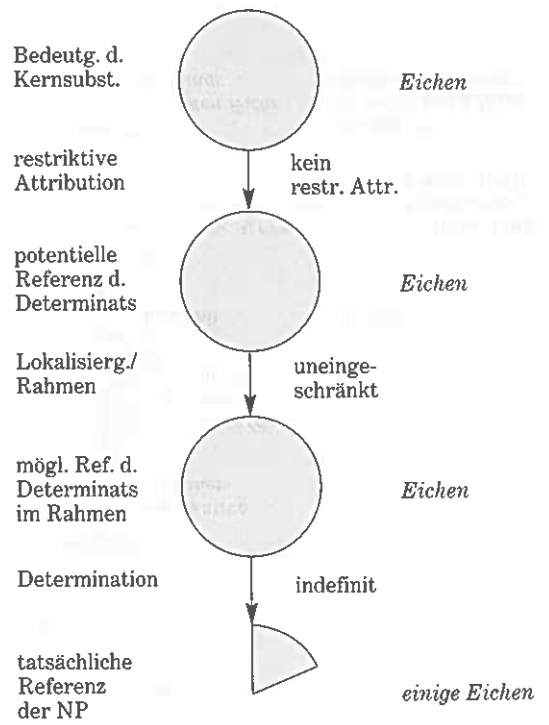 Bedeutg. d.
Kernsubst.
Eichen
restriktive
Attribution
kein
restr. Attr.
potentielle
Referenz d.
Determinats
Eichen
Lokalisierg./
Rahmen
uneinge-
schränkt
mögl. Ref. d.
Determinats
im Rahmen
Eichen
Determination
indefinit
tatsächliche
Referenz
der NP
einige Eichen